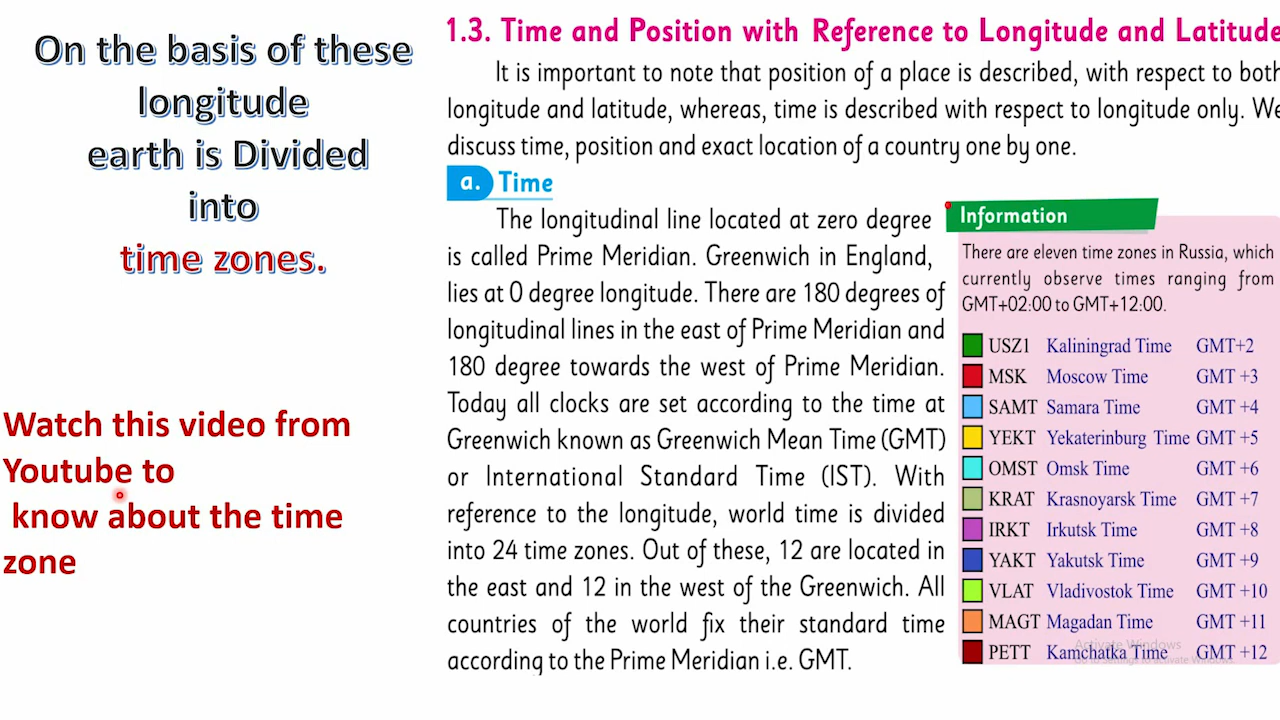 On the basis of these
longitude
earth is Divided
into
time zones.
Watch this video from
Youtube to
know about the time
zone
1.3. Time and Position with Reference to Longitude and Latitude
It is important to note that position of a place is described, with respect to both
longitude and latitude, whereas, time is described with respect to longitude only. We
discuss time, position and exact location of a country one by one.
a. Time
The longitudinal line located at zero degree
is called Prime Meridian. Greenwich in England,
lies at 0 degree longitude. There are 180 degrees of
longitudinal lines in the east of Prime Meridian and
180 degree towards the west of Prime Meridian.
Today all clocks are set according to the time at
Greenwich known as Greenwich Mean Time (GMT)
or International Standard Time (IST). With
reference to the longitude, world time is divided
into 24 time zones. Out of these, 12 are located in
the east and 12 in the west of the Greenwich. All
countries of the world fix their standard time
according to the Prime Meridian i.e. GMT.
Information
There are eleven time zones in Russia, which
currently observe times ranging from
GMT+02:00 to GMT+12:00.
USZ1 Kaliningrad Time GMT+2
MSK Moscow Time GMT +3
SAMT Samara Time GMT +4
YEKT Yekaterinburg Time GMT +5
OMST Omsk Time GMT +6
KRAT Krasnoyarsk Time GMT +7
IRKT Irkutsk Time GMT +8
YAKT Yakutsk Time GMT +9
VLAT Vladivostok Time GMT +10
MAGT Magadan Time GMT +11
Activate Windows
PETT Kamchatka Time GMT +12
Go to Settings to activate Windows.